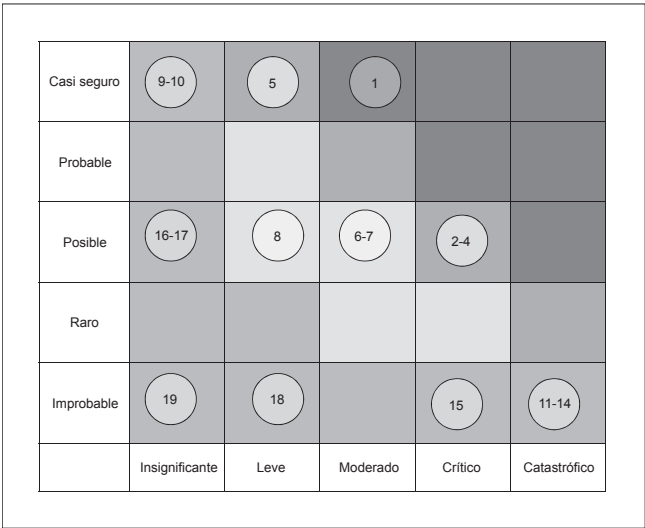 Casi seguro 9-10 5 1
Probable
Posible 16-17 8 6-7 2-4
Raro
Improbable 19 18 15 11-14
Insignificante Leve Moderado Crítico Catastrófico